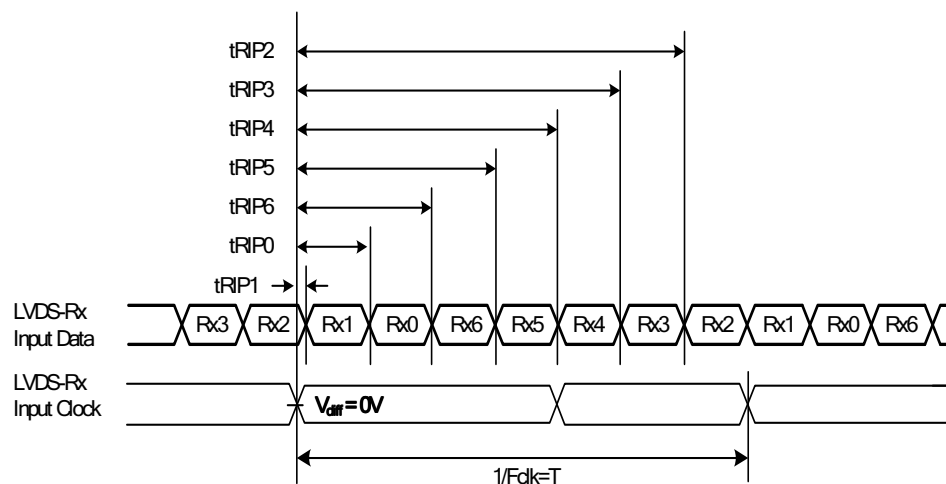 tRIP2
tRIP3
tRIP4
tRIP5
tRIP6
tRIP0
tRIP1
LVDS-Rx
Input Data
Rx3 Rx2 Rx1 Rx0 Rx6 Rx5 Rx4 Rx3 Rx2 Rx1 Rx0 Rx6
LVDS-Rx
Input Clock
Vdiff = 0V
1/Fclk=T